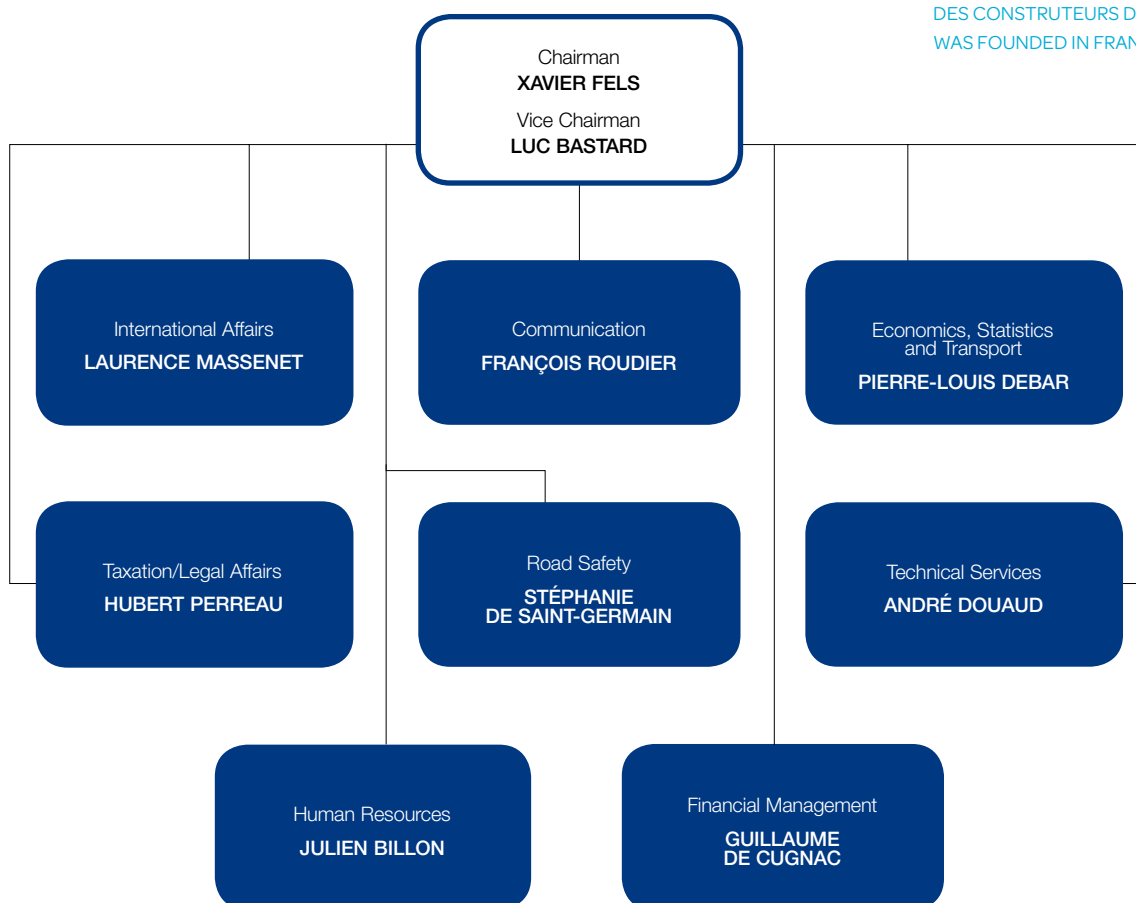 DES CONSTRUTEURS D
WAS FOUNDED IN FRAN
Chairman
XAVIER FELS
Vice Chairman
LUC BASTARD
International Affairs
LAURENCE MASSENET
Communication
FRANÇOIS ROUDIER
Economics, Statistics
and Transport
PIERRE-LOUIS DEBAR
Taxation/Legal Affairs
HUBERT PERREAU
Road Safety
STÉPHANIE
DE SAINT-GERMAIN
Technical Services
ANDRÉ DOUAUD
Human Resources
JULIEN BILLON
Financial Management
GUILLAUME
DE CUGNAC